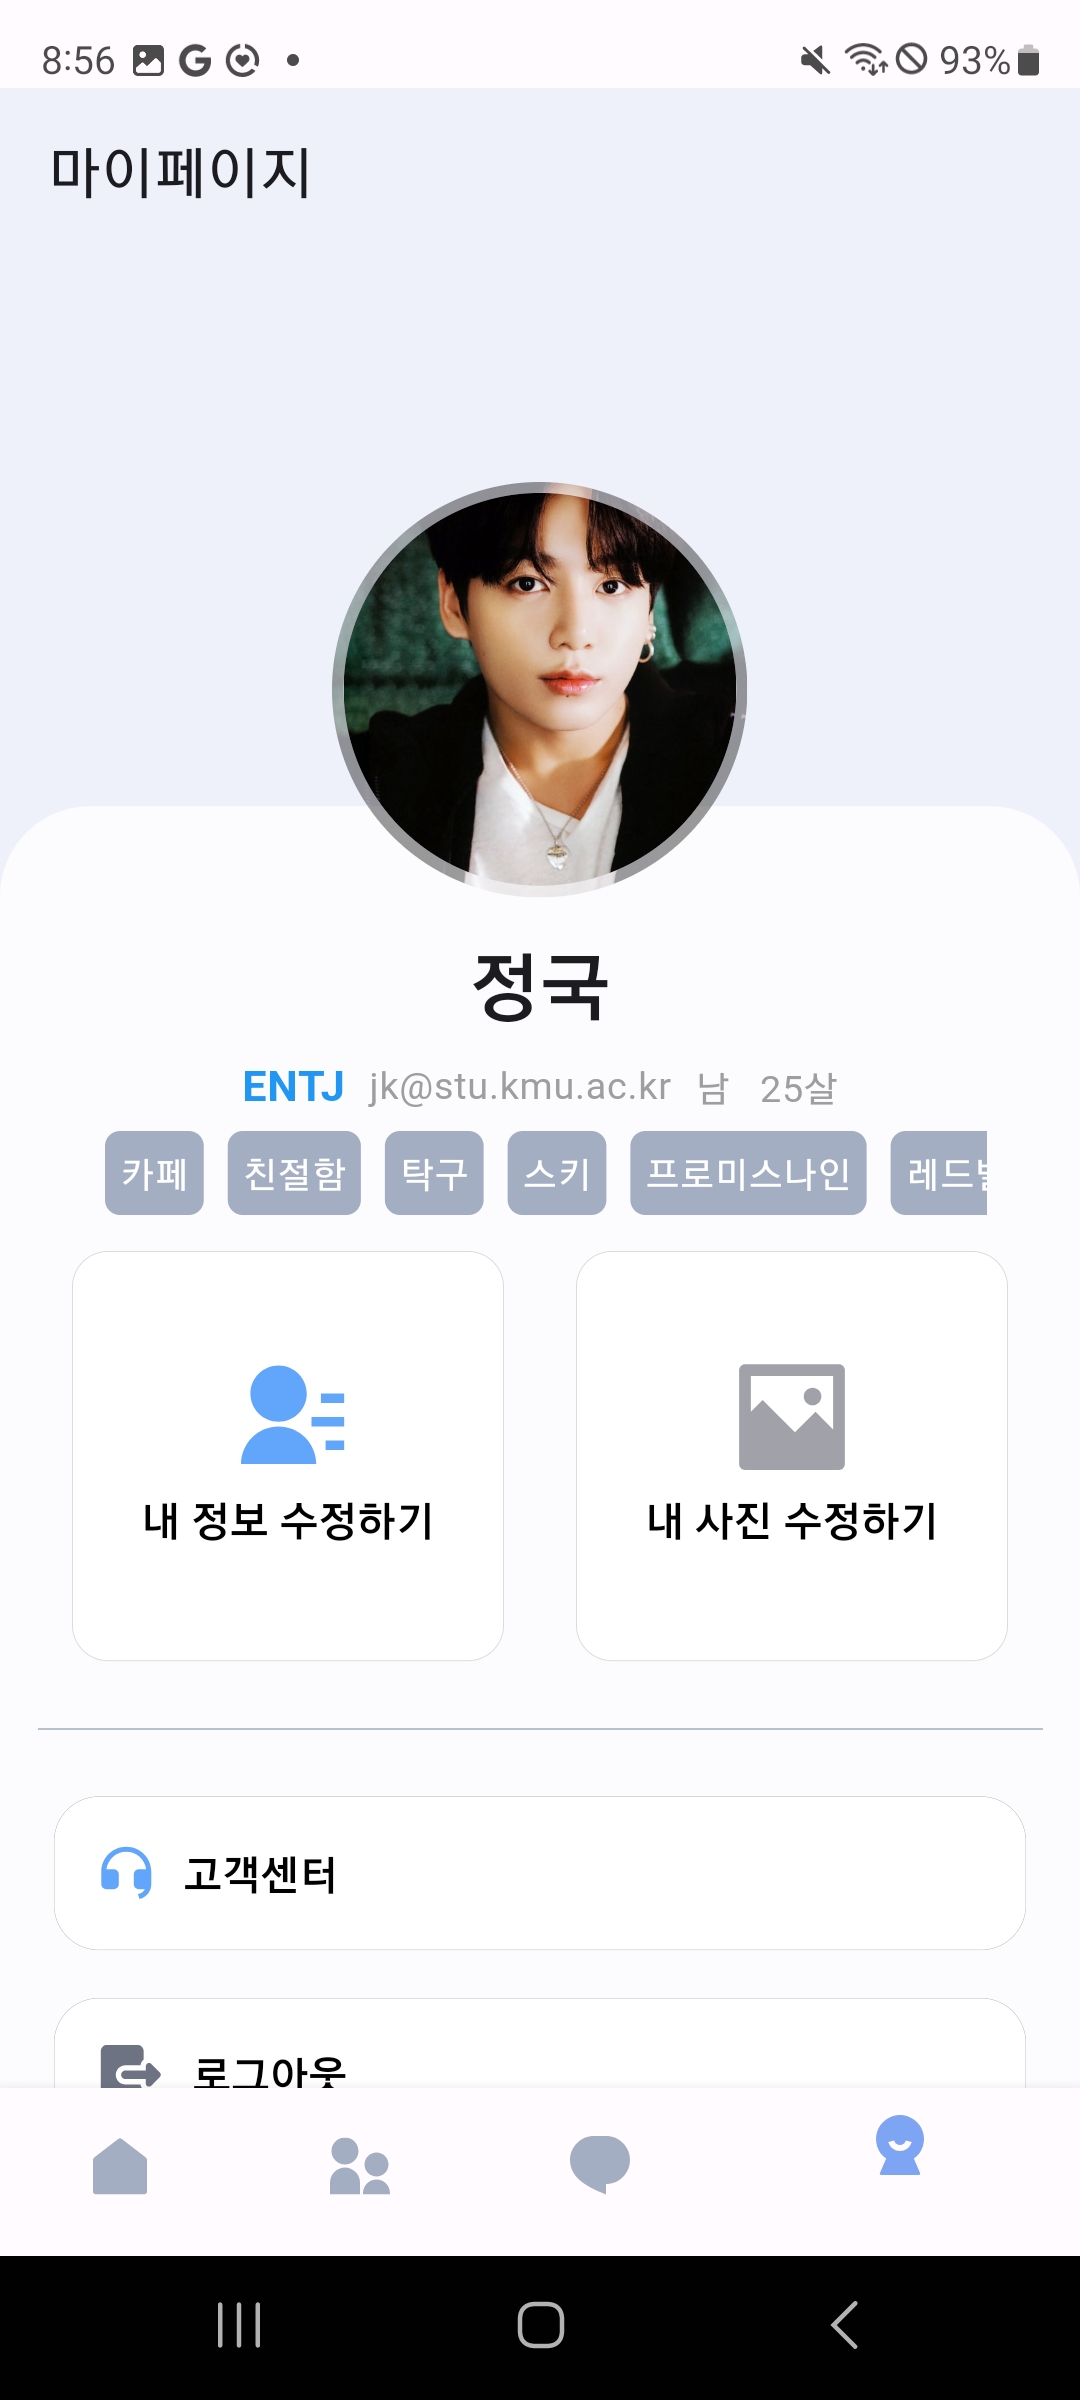 8:56 93%
마이페이지
정국
ENTJ jk@stu.kmu.ac.kr 남 25살
카페 친절함 탁구 스키 프로미스나인 레드
내 정보 수정하기 내 사진 수정하기
고객센터
로그아웃